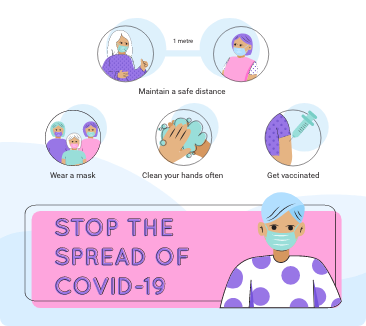 1 metre
Maintain a safe distance
Wear a mask
Clean your hands often
Get vaccinated
STOP THE
SPREAD OF
COVID-19